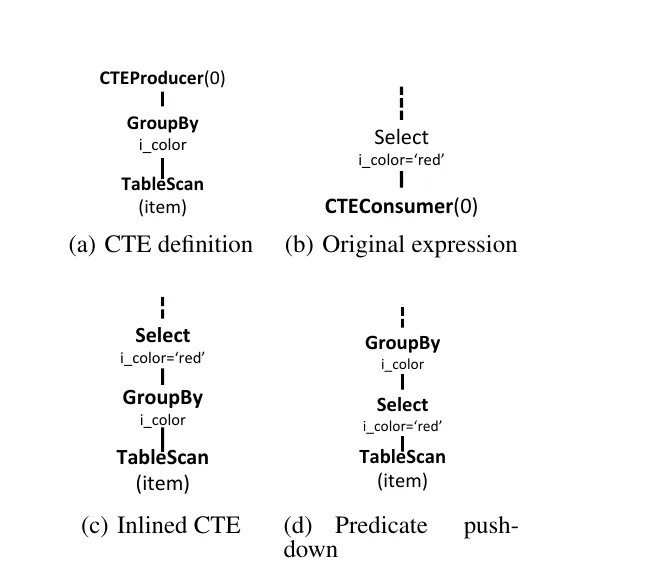 CTEProducer(0)
GroupBy
i_color
TableScan
(item)
(a) CTE definition
Select
i_color=‘red’
CTEConsumer(0)
(b) Original expression
Select
i_color=‘red’
GroupBy
i_color
TableScan
(item)
(c) Inlined CTE
GroupBy
i_color
Select
i_color=‘red’
TableScan
(item)
(d) Predicate push-
down